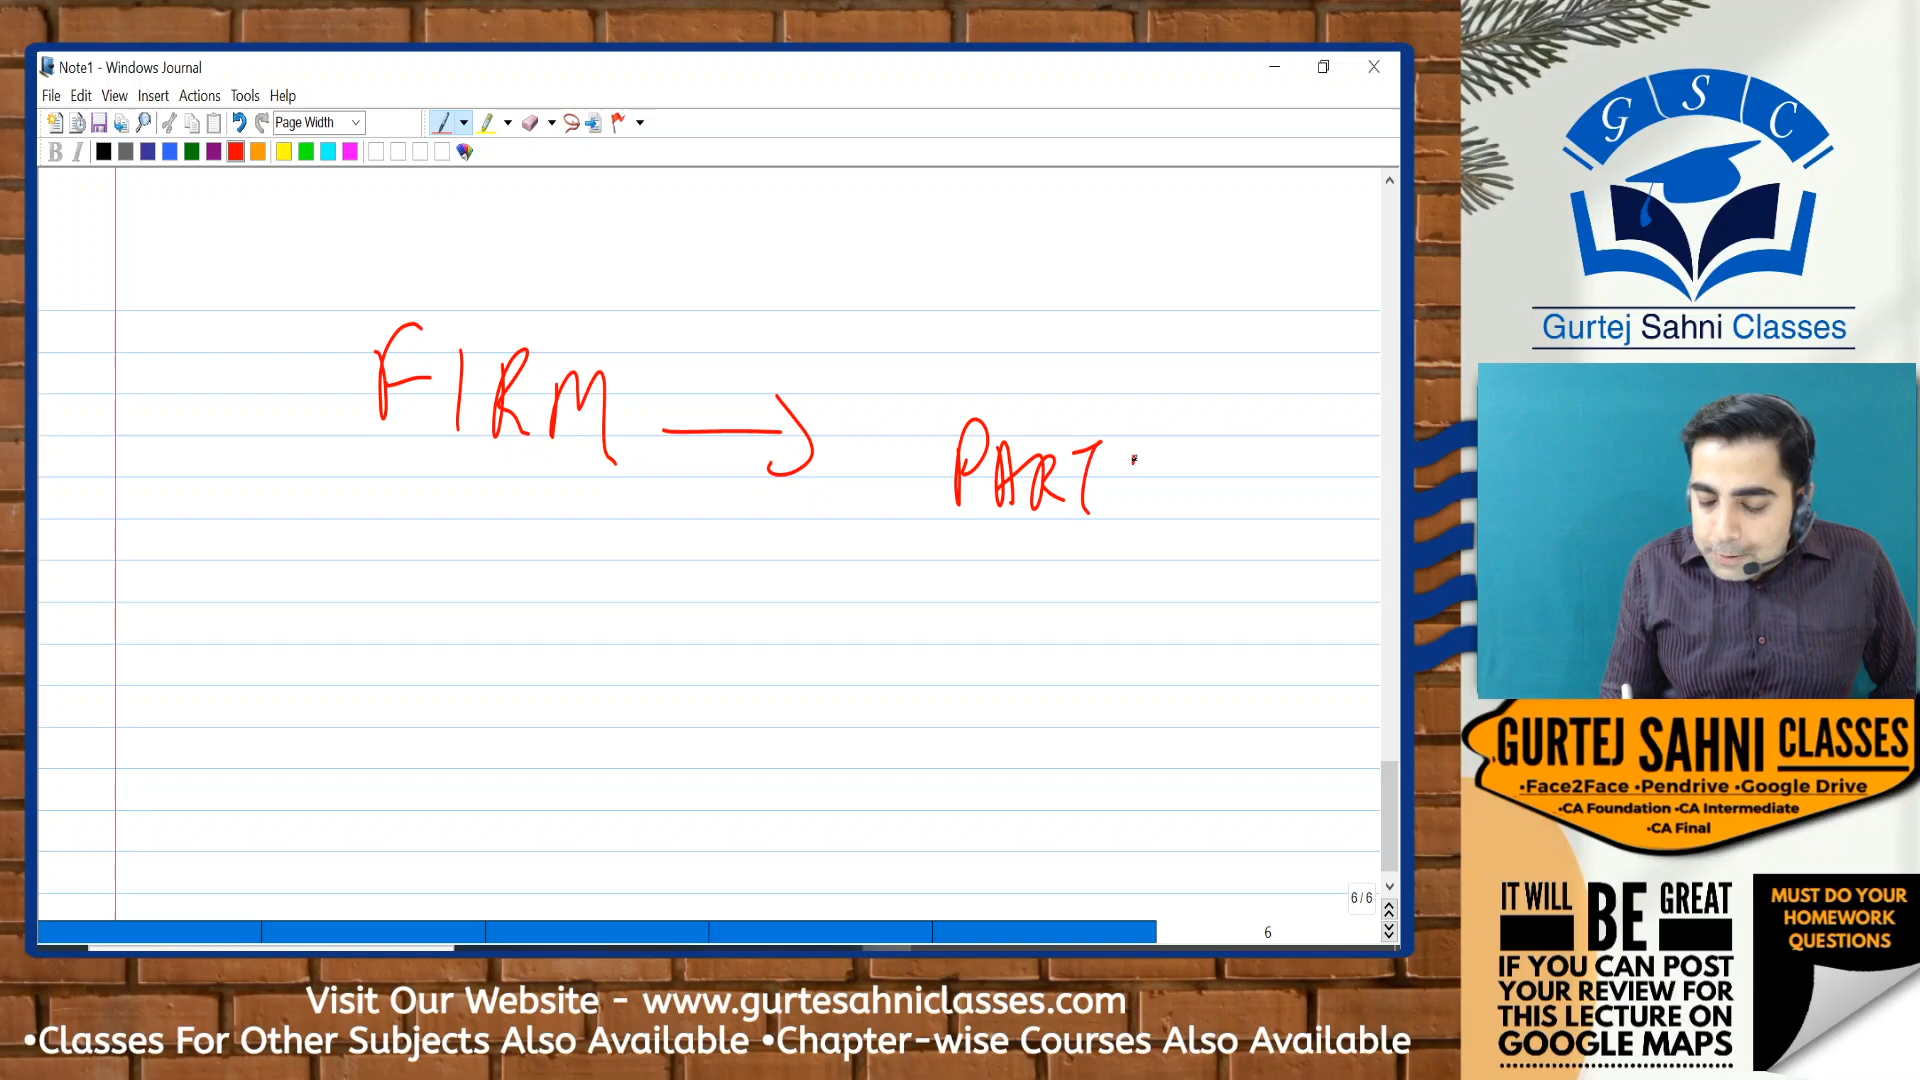 Note1 - Windows Journal
File Edit View Insert Actions Tools Help
Page Width
B I
FIRM → PART
6 / 6
6
G S C
Gurtej Sahni Classes
GURTEJ SAHNI CLASSES
•Face2Face •Pendrive •Google Drive
•CA Foundation •CA Intermediate
•CA Final
IT WILL BE GREAT
IF YOU CAN POST
YOUR REVIEW FOR
THIS LECTURE ON
GOOGLE MAPS
MUST DO YOUR
HOMEWORK
QUESTIONS
Visit Our Website - www.gurtesahniclasses.com
•Classes For Other Subjects Also Available •Chapter-wise Courses Also Available